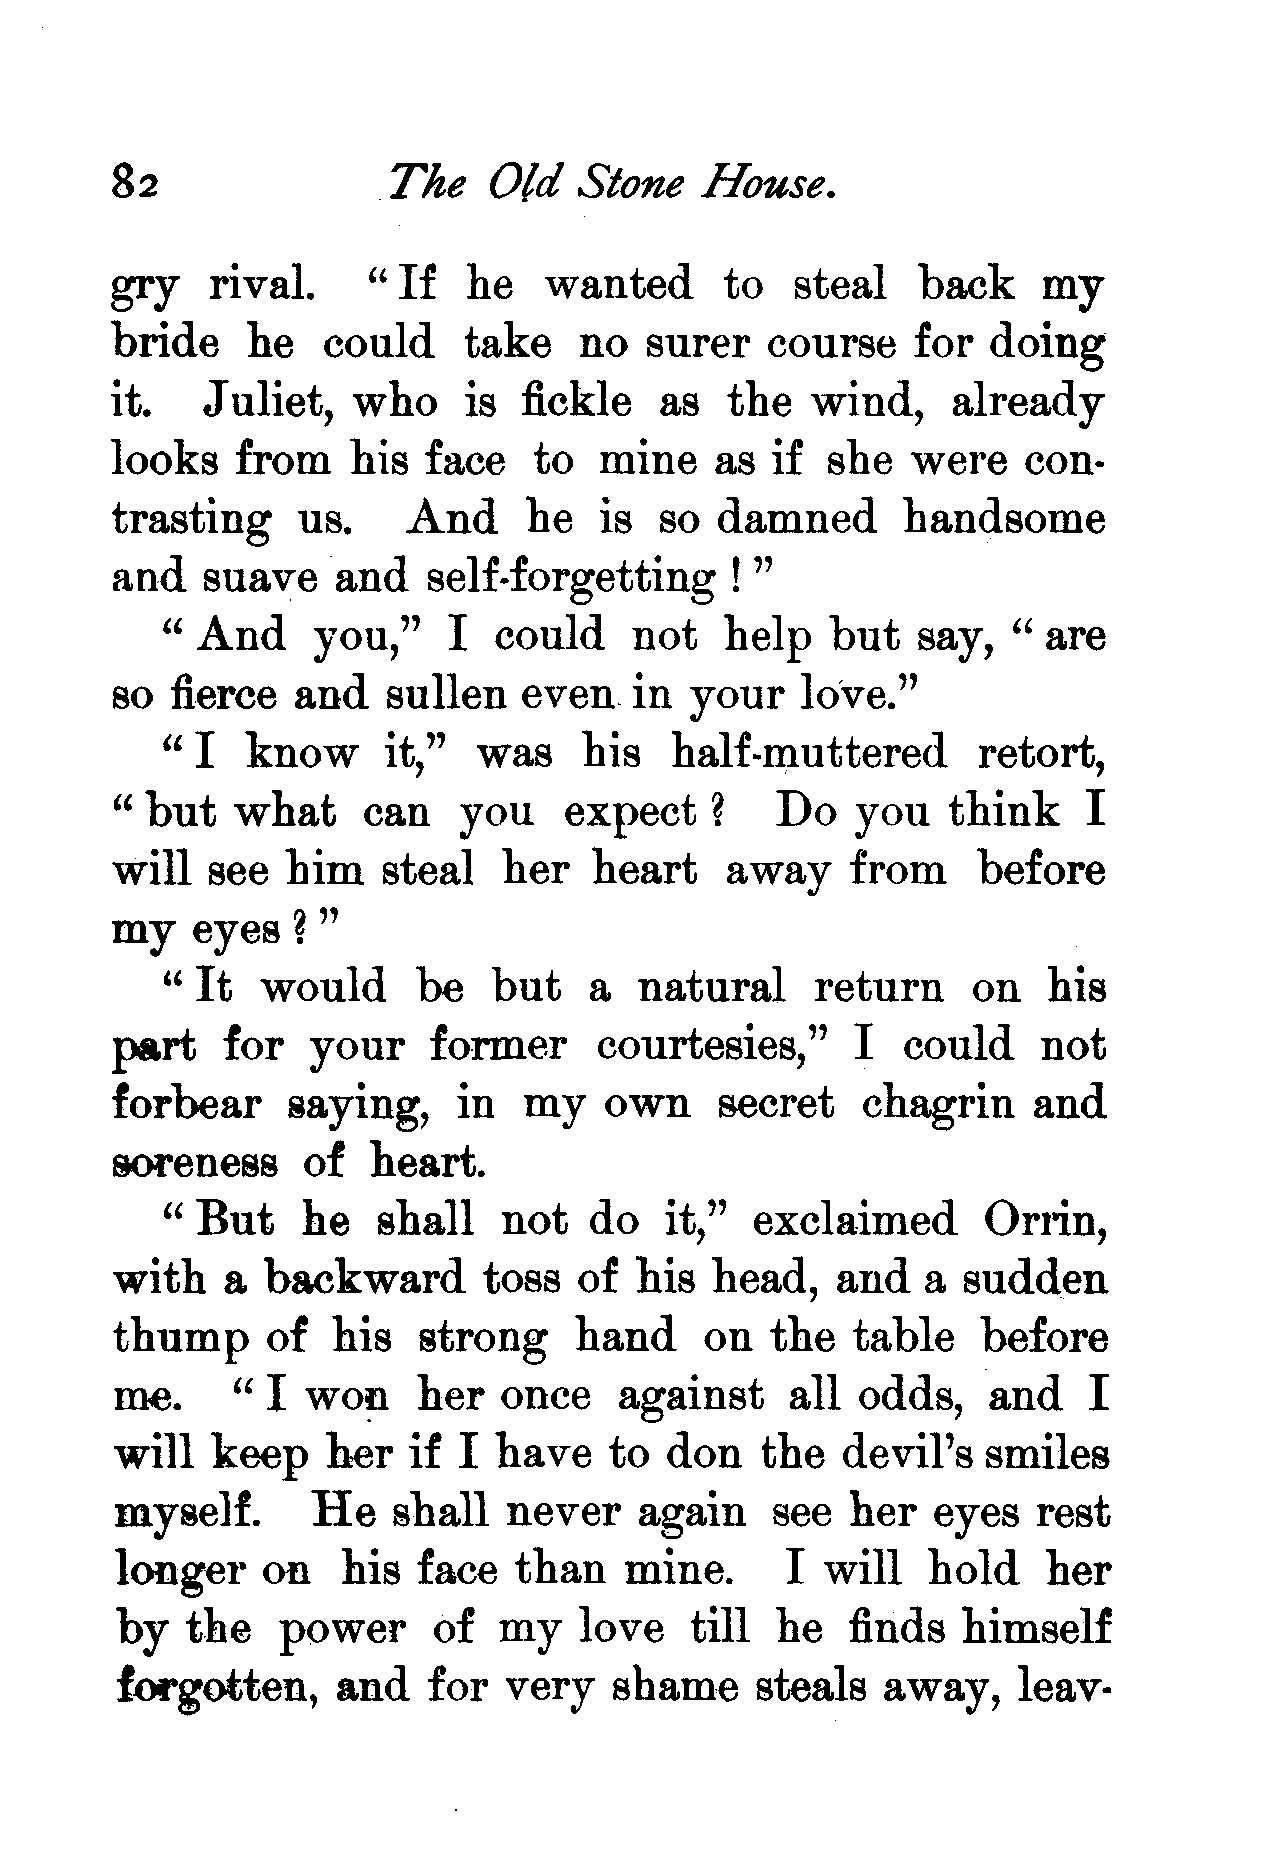 82 The Old Stone House.
gry rival. “ If he wanted to steal back my
bride he could take no surer course for doing
it. Juliet, who is fickle as the wind, already
looks from his face to mine as if she were con-
trasting us. And he is so damned handsome
and suave and self-forgetting ! ”
“ And you,” I could not help but say, “ are
so fierce and sullen even in your love.”
“ I know it,” was his half-muttered retort,
“ but what can you expect ? Do you think I
will see him steal her heart away from before
my eyes ? ”
“ It would be but a natural return on his
part for your former courtesies,” I could not
forbear saying, in my own secret chagrin and
soreness of heart.
“ But he shall not do it,” exclaimed Orrin,
with a backward toss of his head, and a sudden
thump of his strong hand on the table before
me. “ I won her once against all odds, and I
will keep her if I have to don the devil’s smiles
myself. He shall never again see her eyes rest
longer on his face than mine. I will hold her
by the power of my love till he finds himself
forgotten, and for very shame steals away, leav-